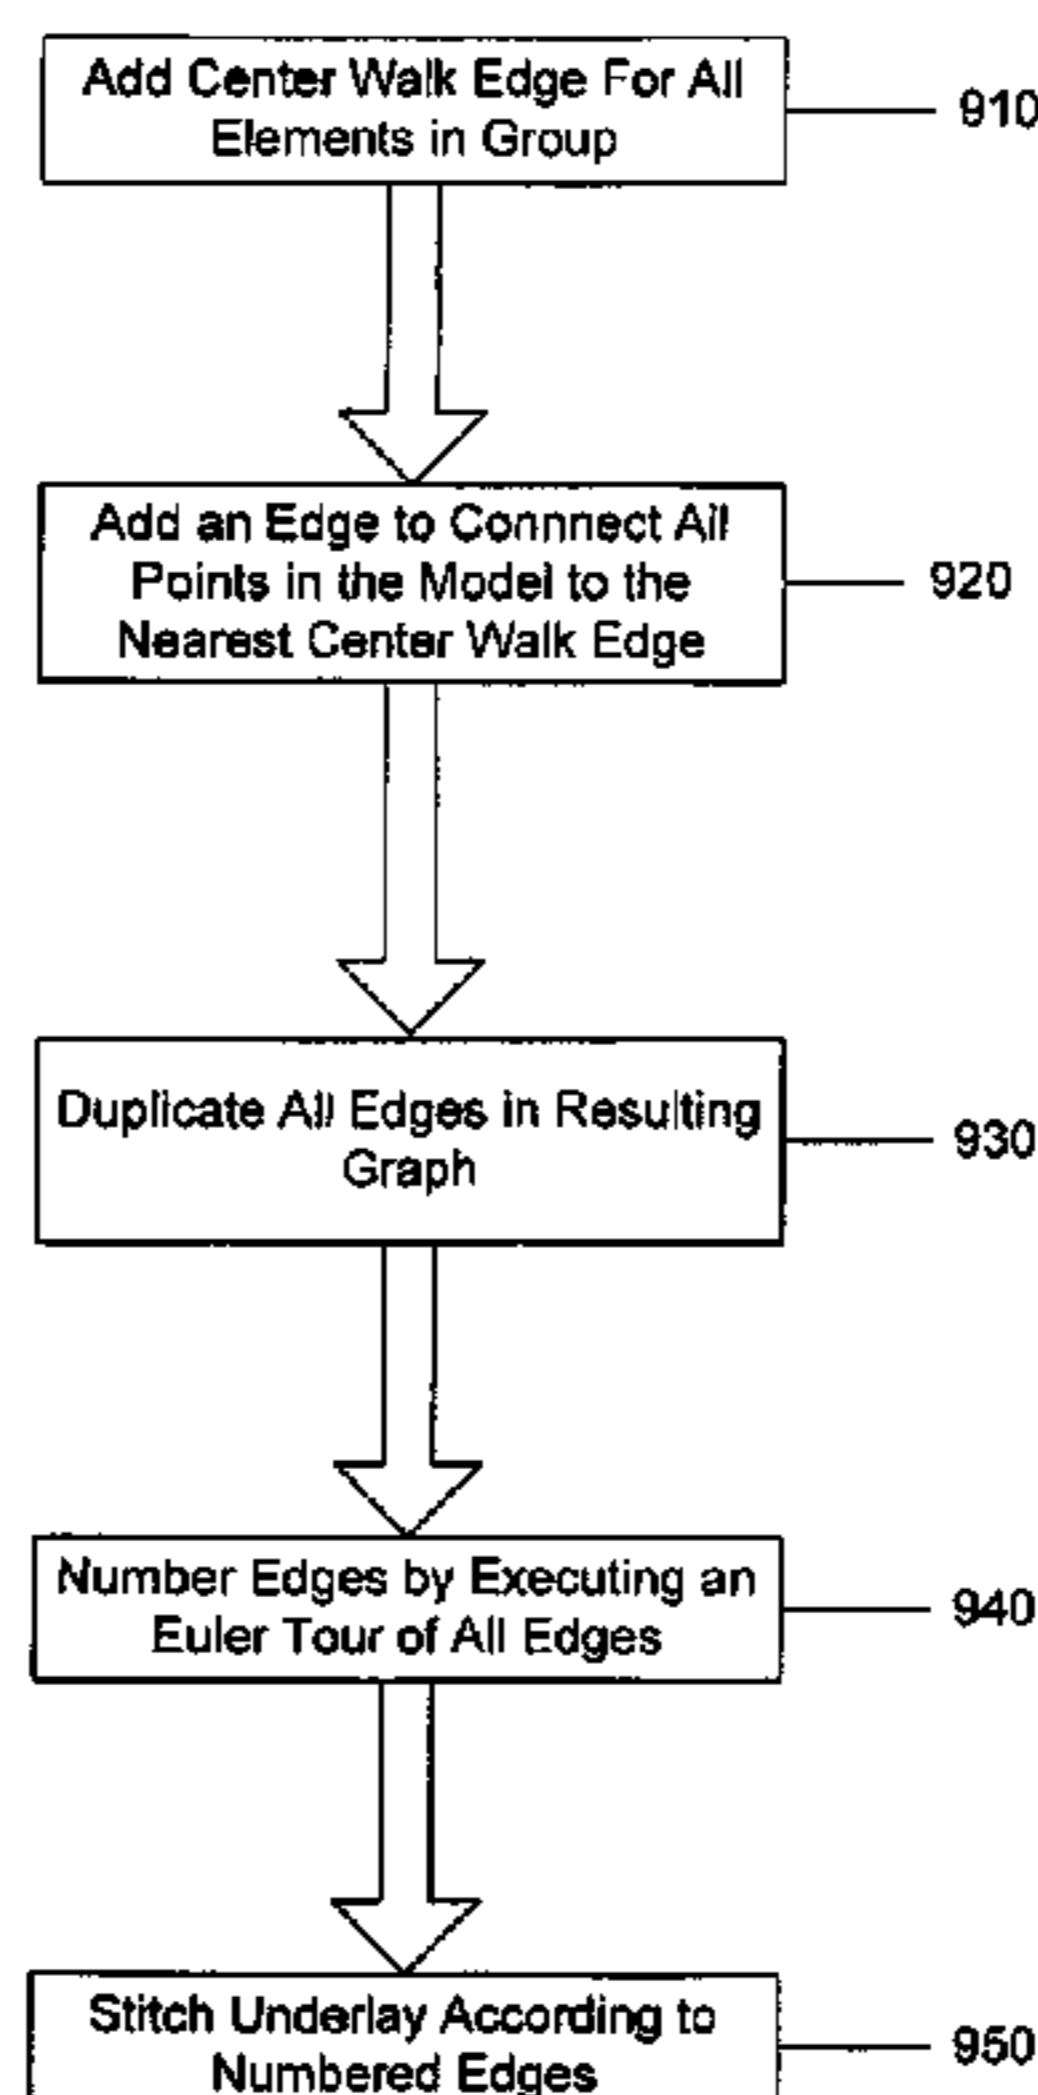 Add Center Walk Edge For All
Elements in Group
910
Add an Edge to Connnect All
Points in the Model to the
Nearest Center Walk Edge
920
Duplicate All Edges in Resulting
Graph
930
Number Edges by Executing an
Euler Tour of All Edges
940
Stitch Underlay According to
Numbered Edges
950